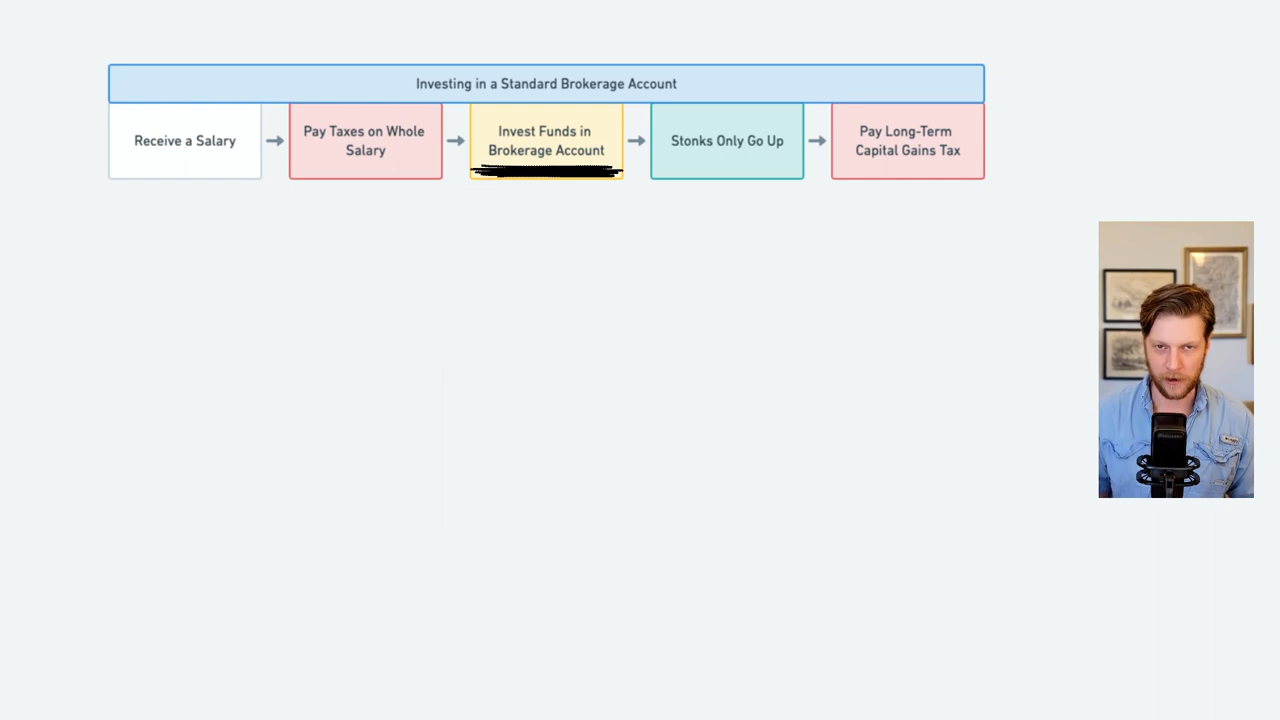 Investing in a Standard Brokerage Account
Receive a Salary
Pay Taxes on Whole
Salary
Invest Funds in
Brokerage Account
Stonks Only Go Up
Pay Long-Term
Capital Gains Tax